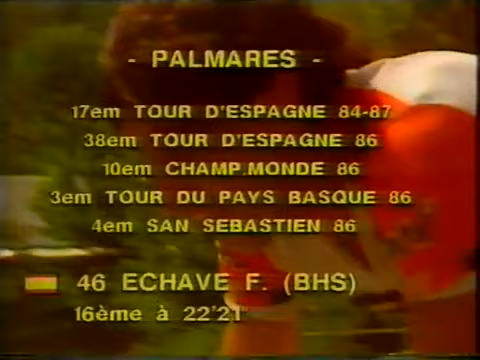 - PALMARES -
17em TOUR D'ESPAGNE 84-87
38em TOUR D'ESPAGNE 86
10em CHAMP.MONDE 86
3em TOUR DU PAYS BASQUE 86
4em SAN SEBASTIEN 86
46 ECHAVE F. (BHS)
16ème à 22'21"